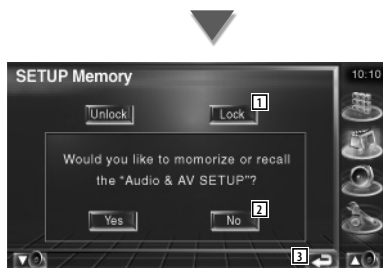 SETUP Memory
10:10
Unlock
Lock
1
Would you like to momorize or recall
the "Audio & AV SETUP"?
Yes
No
2
3